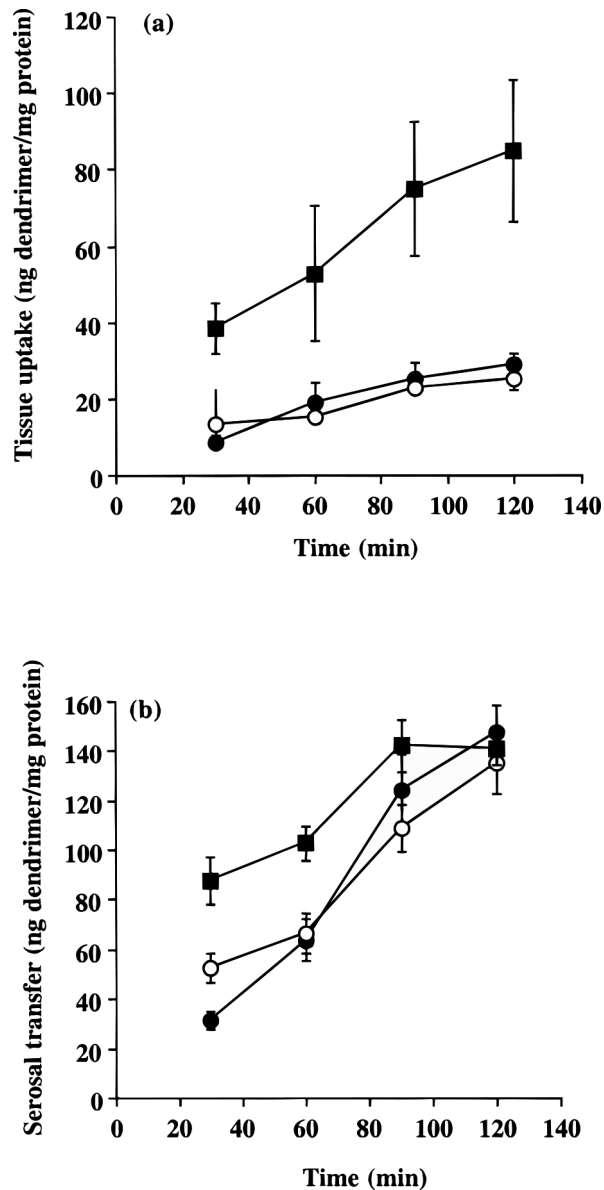 (a)
Tissue uptake (ng dendrimer/mg protein)
120
100
80
60
40
20
0
0 20 40 60 80 100 120 140
Time (min)
(b)
Serosal transfer (ng dendrimer/mg protein)
160
140
120
100
80
60
40
20
0
0 20 40 60 80 100 120 140
Time (min)